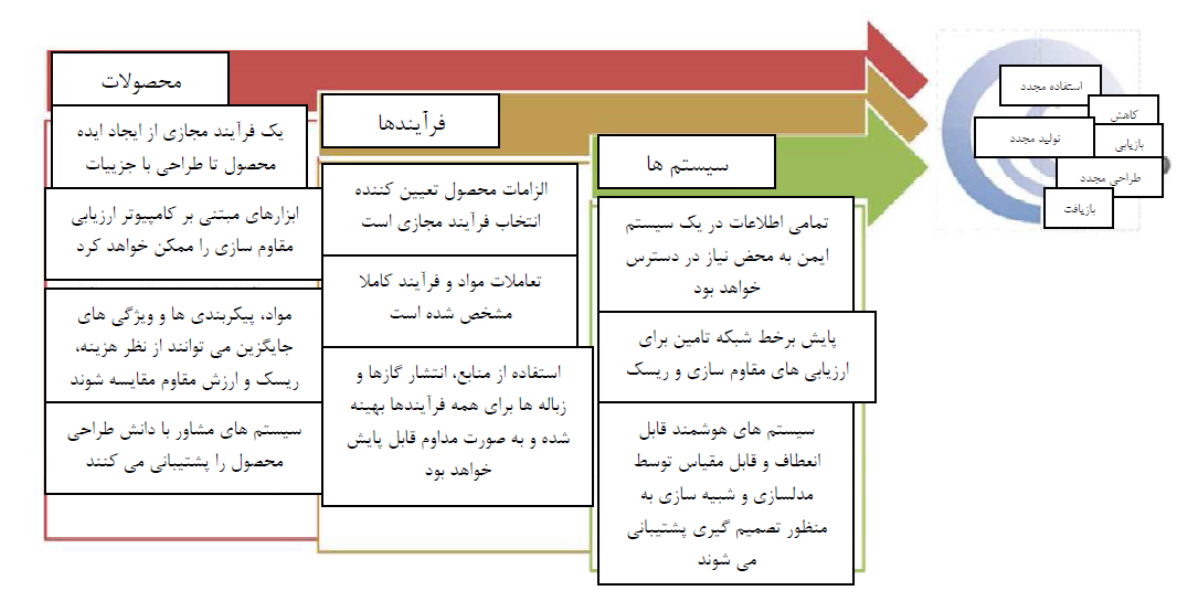 محصولات
یک فرآیند مجازی از ایجاد ایده
محصول تا طراحی با جزییات
ابزارهای مبتنی بر کامپیوتر ارزیابی
مقاوم سازی را ممکن خواهد کرد
مواد، پیکربندی ها و ویژگی های
جایگزین می توانند از نظر هزینه،
ریسک و ارزش مقاوم مقایسه شوند
سیستم های مشاور با دانش طراحی
محصول را پشتیبانی می کنند
فرآیندها
الزامات محصول تعیین کننده
انتخاب فرآیند مجازی است
تعاملات مواد و فرآیند کاملا
مشخص شده است
استفاده از منابع، انتشار گازها و
زباله ها برای همه فرآیندها بهینه
شده و به صورت مداوم قابل پایش
خواهد بود
سیستم ها
تمامی اطلاعات در یک سیستم
ایمن به محض نیاز در دسترس
خواهد بود
پایش برخط شبکه تامین برای
ارزیابی های مقاوم سازی و ریسک
سیستم های هوشمند قابل
انعطاف و قابل مقیاس توسط
مدلسازی و شبیه سازی به
منظور تصمیم گیری پشتیبانی
می شوند
استفاده مجدد
کاهش
تولید مجدد
بازیابی
طراحی مجدد
بازیافت